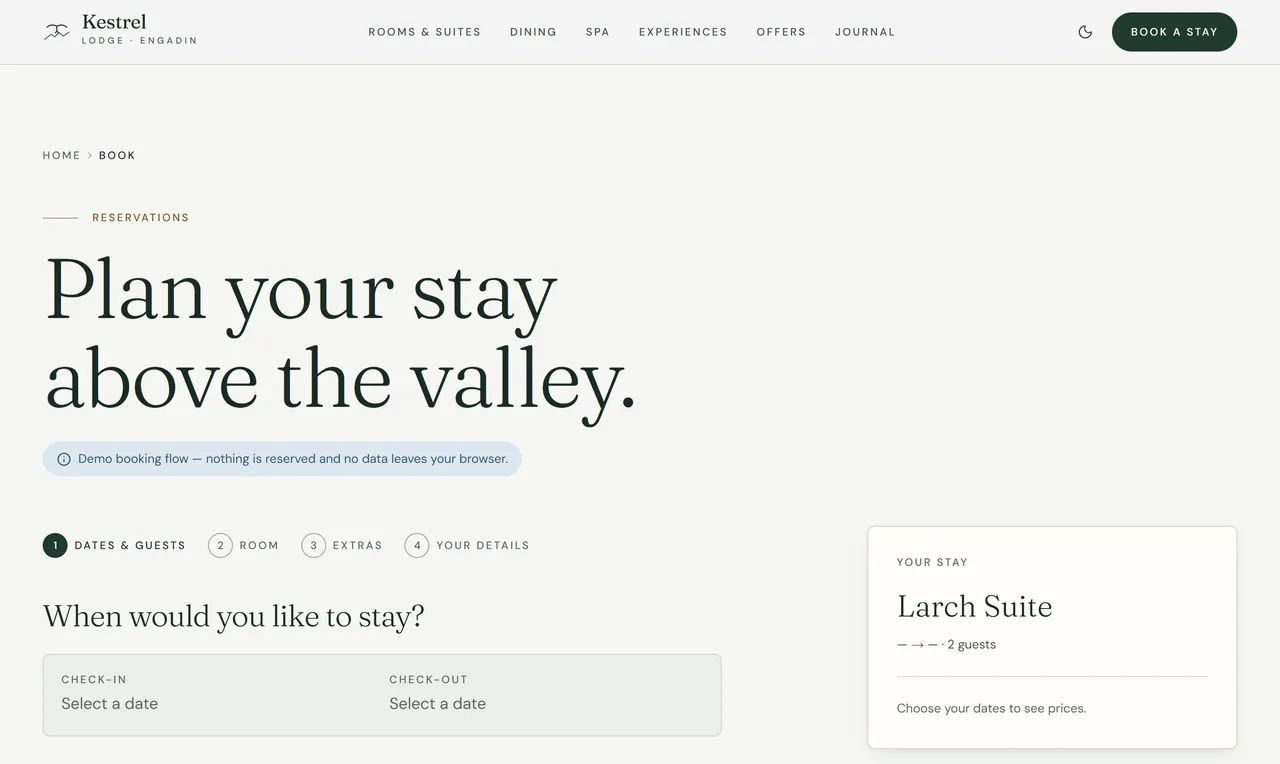 Kestrel
LODGE · ENGADIN
ROOMS & SUITES DINING SPA EXPERIENCES OFFERS JOURNAL
BOOK A STAY
HOME > BOOK
RESERVATIONS
Plan your stay
above the valley.
Demo booking flow — nothing is reserved and no data leaves your browser.
1 DATES & GUESTS 2 ROOM 3 EXTRAS 4 YOUR DETAILS
When would you like to stay?
CHECK-IN CHECK-OUT
Select a date Select a date
YOUR STAY
Larch Suite
— → — · 2 guests
Choose your dates to see prices.